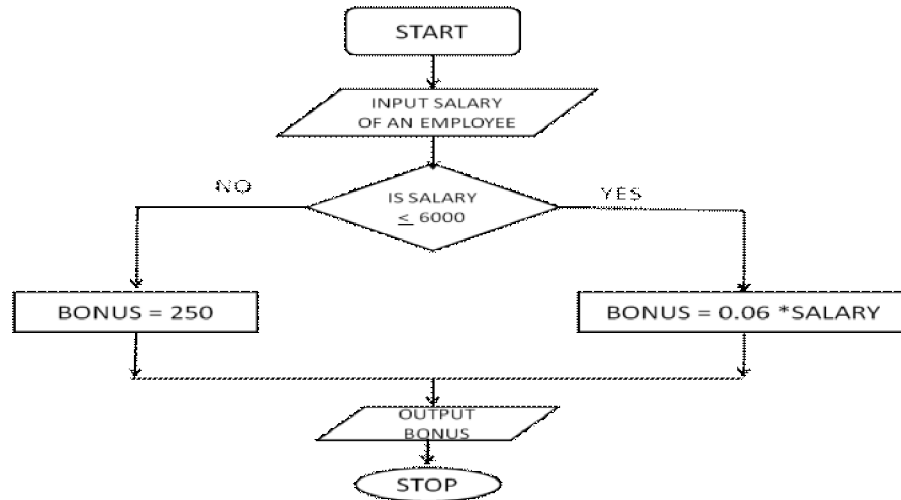 START
INPUT SALARY
OF AN EMPLOYEE
NO
IS SALARY
≤ 6000
YES
BONUS = 250
BONUS = 0.06 *SALARY
OUTPUT
BONUS
STOP